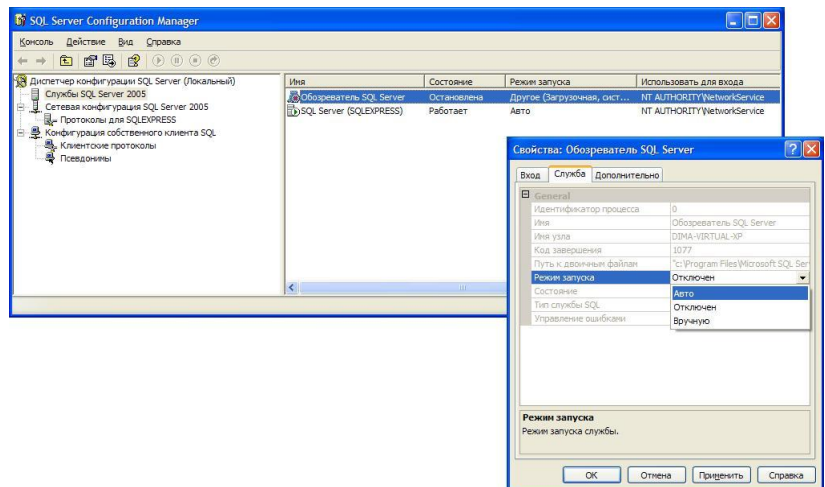 SQL Server Configuration Manager
Консоль Действие Вид Справка
Диспетчер конфигурации SQL Server (Локальный)
Службы SQL Server 2005
Сетевая конфигурация SQL Server 2005
Протоколы для SQLEXPRESS
Конфигурация собственного клиента SQL
Клиентские протоколы
Псевдонимы
Имя Состояние Режим запуска Использовать для входа
Обозреватель SQL Server Остановлена Другое (Загрузочная, сист... NT AUTHORITY\NetworkService
SQL Server (SQLEXPRESS) Работает Авто NT AUTHORITY\NetworkService
Свойства: Обозреватель SQL Server
Вход Служба Дополнительно
General
Идентификатор процесса 0
Имя Обозреватель SQL Server
Имя узла DIMA-VIRTUAL-XP
Код завершения 1077
Путь к двоичным файлам "c:\Program Files\Microsoft SQL Ser
Режим запуска Отключен
Состояние
Авто
Тип службы SQL
Отключен
Управление ошибками
Вручную
Режим запуска
Режим запуска службы.
OK Отмена Применить Справка